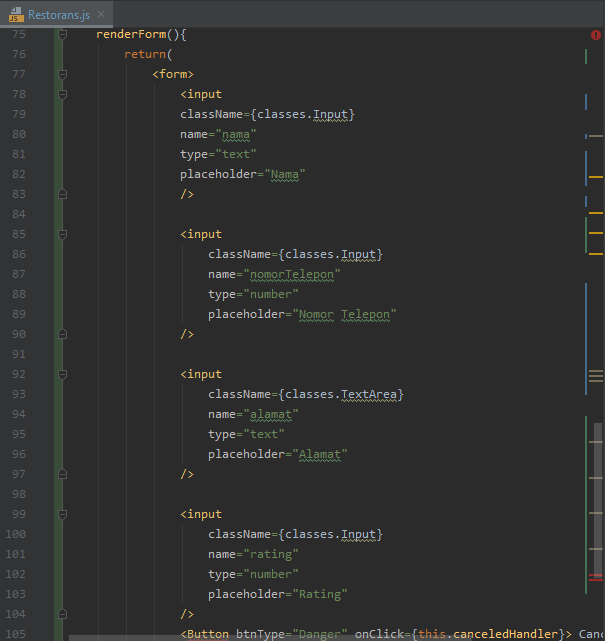 Restorans.js
75 renderForm(){
76 return(
77 <form>
78 <input
79 className={classes.Input}
80 name="nama"
81 type="text"
82 placeholder="Nama"
83 />
84
85 <input
86 className={classes.Input}
87 name="nomorTelepon"
88 type="number"
89 placeholder="Nomor Telepon"
90 />
91
92 <input
93 className={classes.TextArea}
94 name="alamat"
95 type="text"
96 placeholder="Alamat"
97 />
98
99 <input
100 className={classes.Input}
101 name="rating"
102 type="number"
103 placeholder="Rating"
104 />
105 <Button btnType="Danger" onClick={this.canceledHandler}> Canc